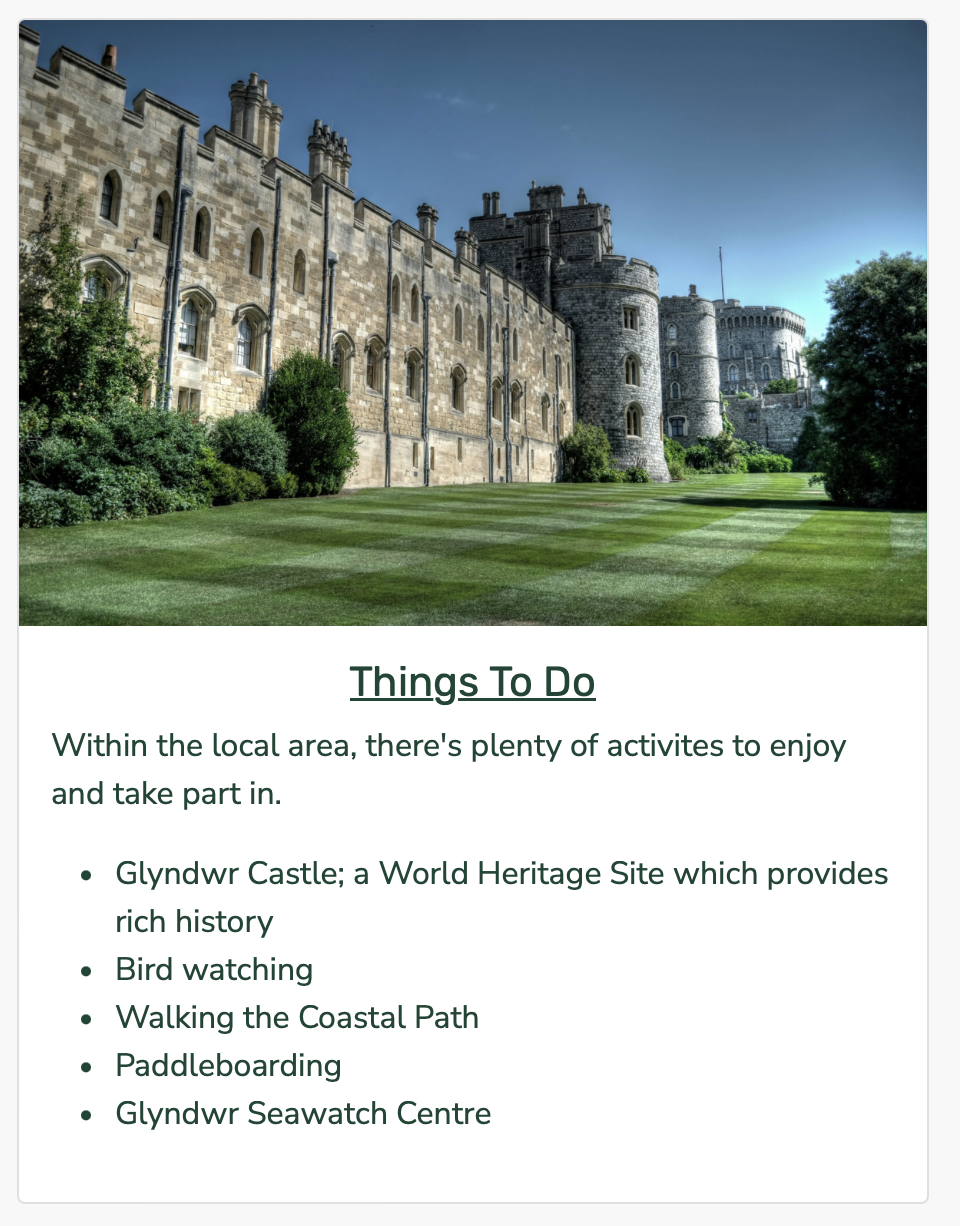 Things To Do
Within the local area, there's plenty of activites to enjoy
and take part in.
• Glyndwr Castle; a World Heritage Site which provides
rich history
• Bird watching
• Walking the Coastal Path
• Paddleboarding
• Glyndwr Seawatch Centre